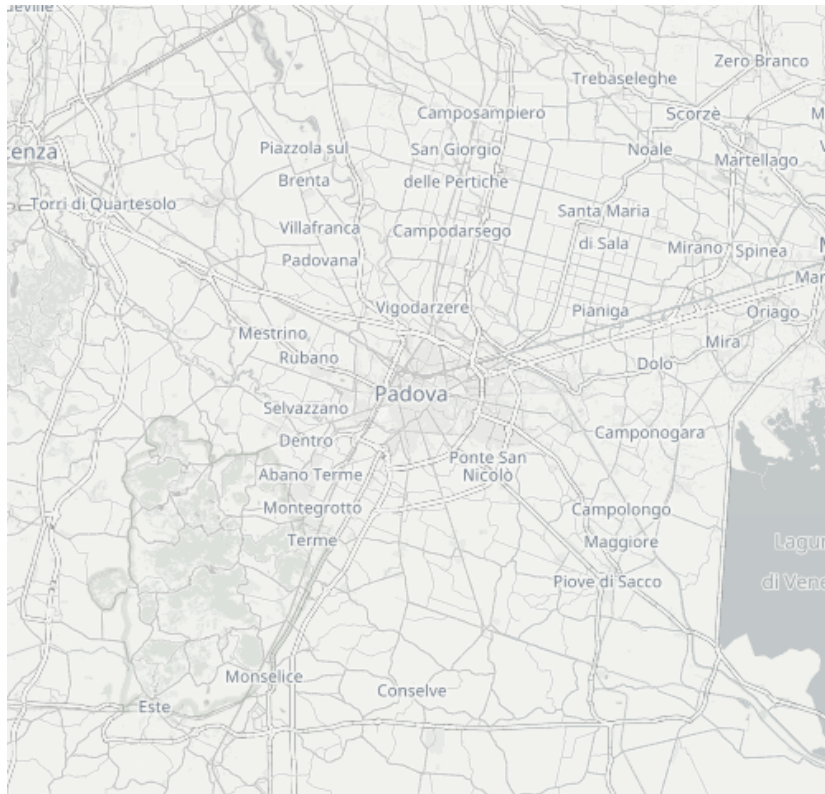 Zero Branco
Trebaseleghe
Camposampiero
Scorzè
Piazzola sul
Brenta
San Giorgio
delle Pertiche
Noale
Martellago
Torri di Quartesolo
Santa Maria
di Sala
Villafranca
Padovana
Campodarsego
Mirano
Spinea
Vigodarzere
Pianiga
Oriago
Mestrino
Mira
Rubano
Dolo
Padova
Selvazzano
Dentro
Camponogara
Abano Terme
Ponte San
Nicolò
Montegrotto
Terme
Campolongo
Maggiore
Piove di Sacco
di
Monselice
Conselve
Este